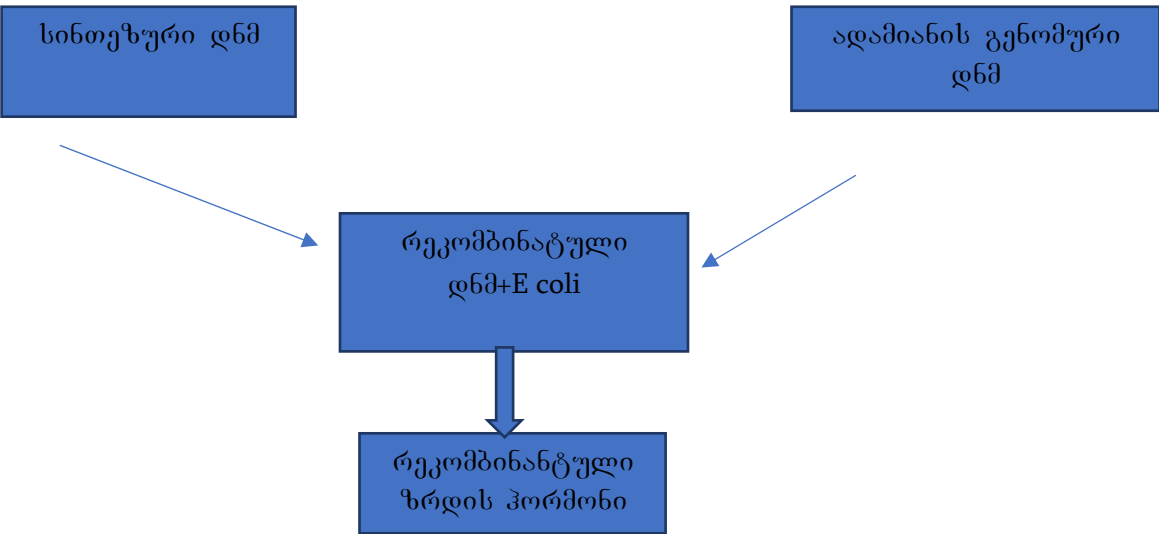 სინთეზური დნმ
ადამიანის გენომური
დნმ
რეკომბინატული
დნმ+E coli
რეკომბინანტული
ზრდის ჰორმონი